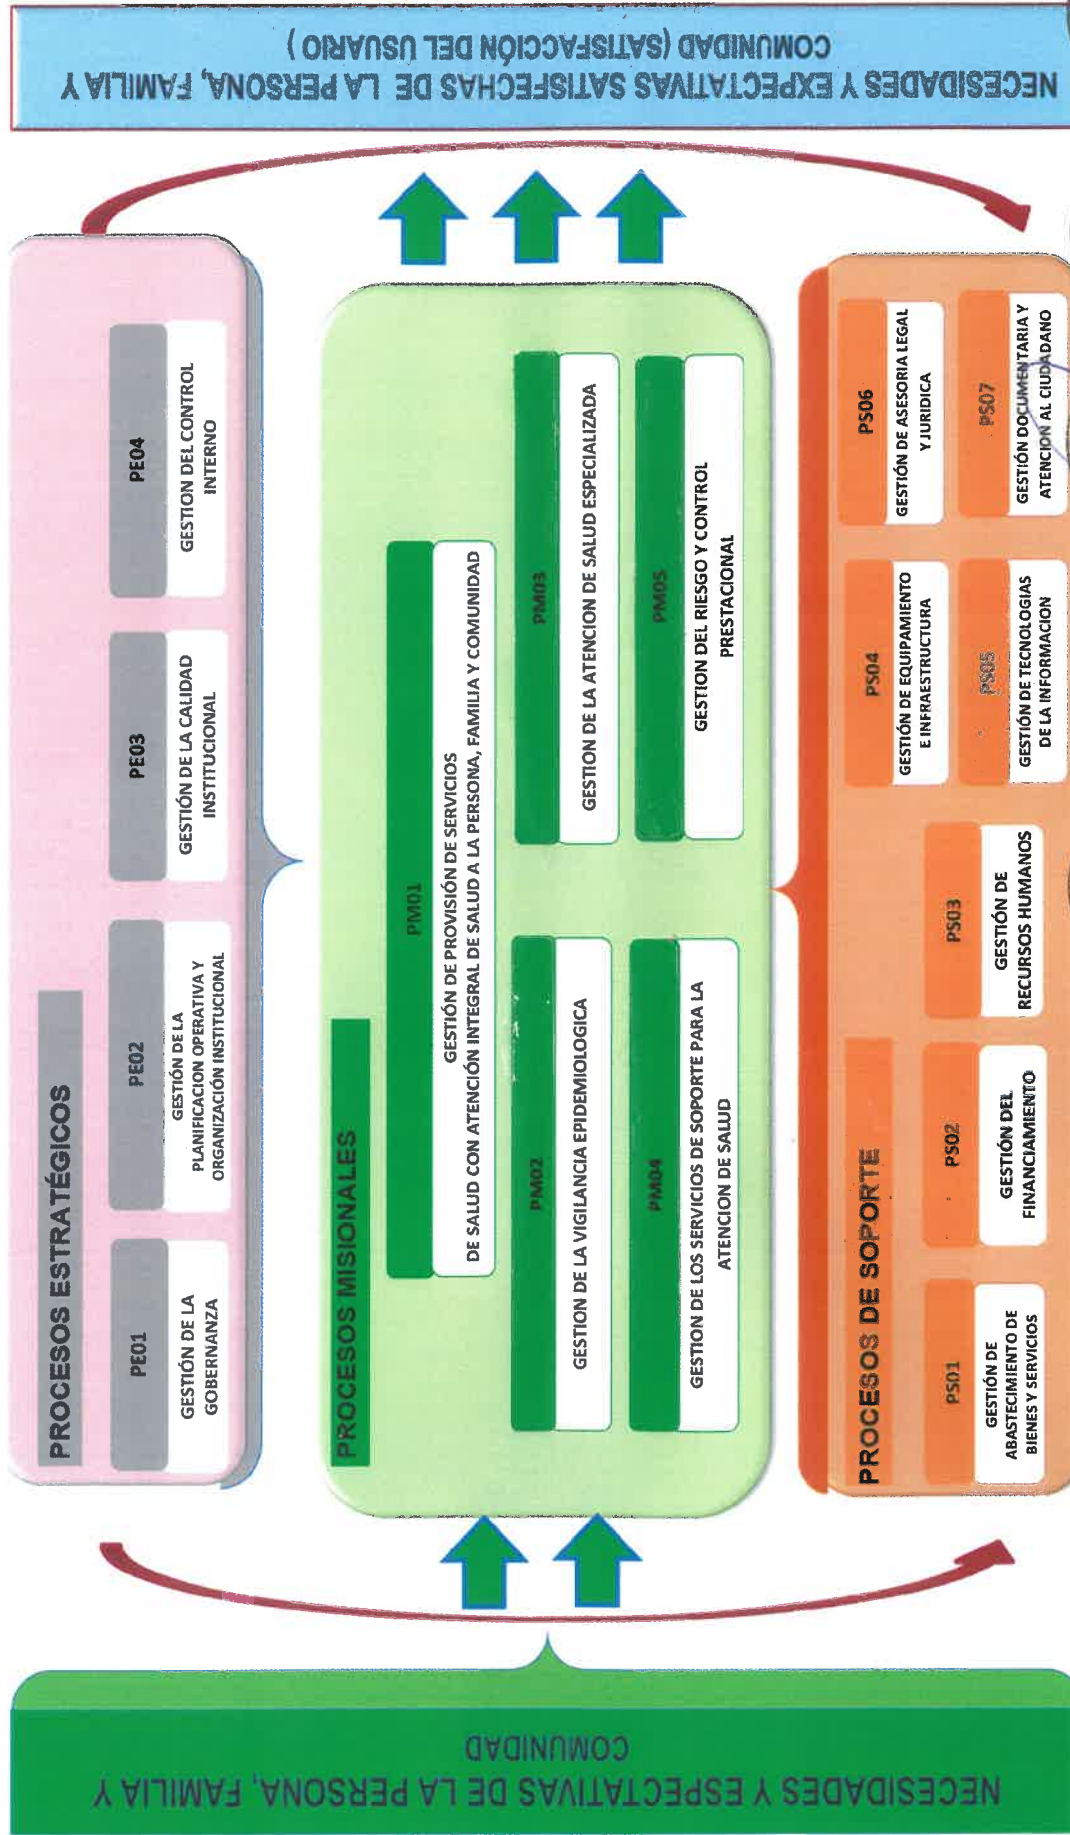 NECESIDADES Y ESPECTATIVAS DE LA PERSONA, FAMILIA Y
COMUNIDAD
PROCESOS ESTRATÉGICOS
PE01
GESTIÓN DE LA
GOBERNANZA
PE02
GESTIÓN DE LA
PLANIFICACION OPERATIVA Y
ORGANIZACIÓN INSTITUCIONAL
PE03
GESTIÓN DE LA CALIDAD
INSTITUCIONAL
PE04
GESTION DEL CONTROL
INTERNO
PROCESOS MISIONALES
PM01
GESTIÓN DE PROVISIÓN DE SERVICIOS
DE SALUD CON ATENCIÓN INTEGRAL DE SALUD A LA PERSONA, FAMILIA Y COMUNIDAD
PM02
GESTION DE LA VIGILANCIA EPIDEMIOLOGICA
PM03
GESTION DE LA ATENCION DE SALUD ESPECIALIZADA
PM04
GESTION DE LOS SERVICIOS DE SOPORTE PARA LA
ATENCION DE SALUD
PM05
GESTION DEL RIESGO Y CONTROL
PRESTACIONAL
PROCESOS DE SOPORTE
PS01
GESTIÓN DE
ABASTECIMIENTO DE
BIENES Y SERVICIOS
PS02
GESTIÓN DEL
FINANCIAMIENTO
PS03
GESTIÓN DE
RECURSOS HUMANOS
PS04
GESTIÓN DE EQUIPAMIENTO
E INFRAESTRUCTURA
PS05
GESTIÓN DE TECNOLOGIAS
DE LA INFORMACION
PS06
GESTIÓN DE ASESORIA LEGAL
Y JURIDICA
PS07
GESTIÓN DOCUMENTARIA Y
ATENCION AL CIUDADANO
NECESIDADES Y EXPECTATIVAS SATISFECHAS DE LA PERSONA, FAMILIA Y
COMUNIDAD (SATISFACCIÓN DEL USUARIO )